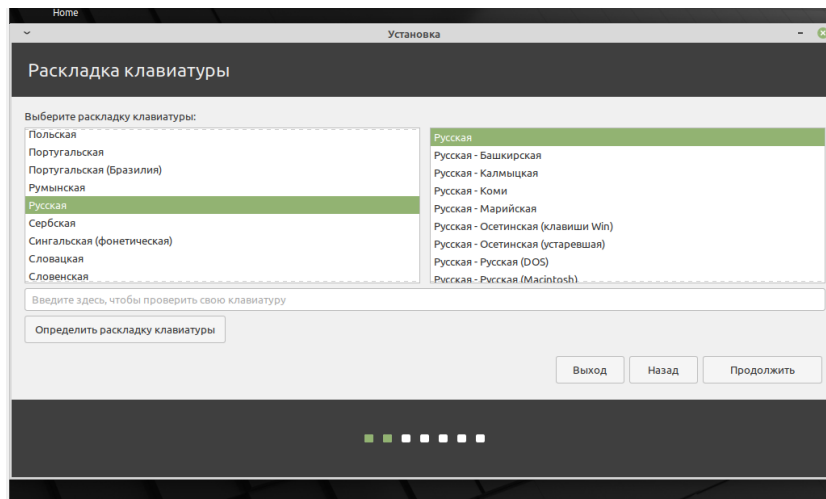 Home
Установка
Раскладка клавиатуры
Выберите раскладку клавиатуры:
Польская
Португальская
Португальская (Бразилия)
Румынская
Русская
Сербская
Сингальская (фонетическая)
Словацкая
Словенская
Русская
Русская - Башкирская
Русская - Калмыцкая
Русская - Коми
Русская - Марийская
Русская - Осетинская (клавиши Win)
Русская - Осетинская (устаревшая)
Русская - Русская (DOS)
Русская - Русская (Macintosh)
Введите здесь, чтобы проверить свою клавиатуру
Определить раскладку клавиатуры
Выход Назад Продолжить